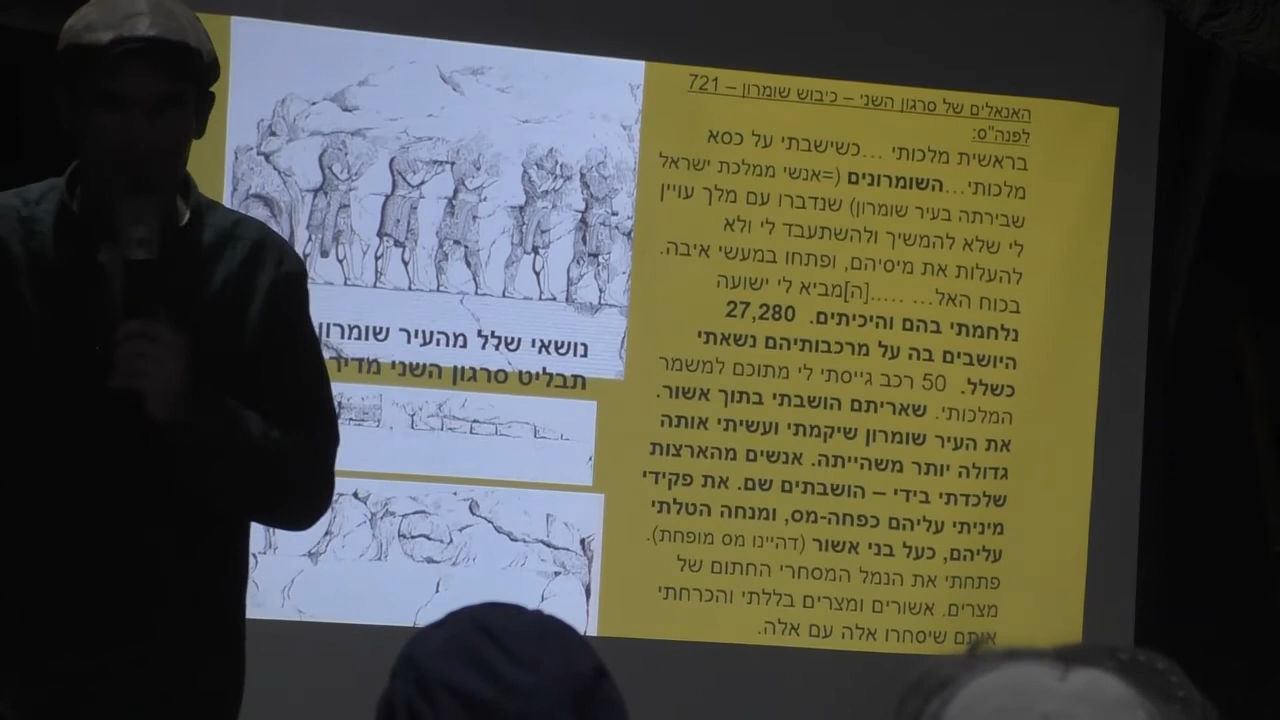 האנאלים של סרגון השני – כיבוש שומרון – 721
לפנה"ס:
בראשית מלכותי ...כשישבתי על כסא
מלכותי...השומרונים (=אנשי ממלכת ישראל
שבירתה בעיר שומרון) שנדברו עם מלך עויין
לי שלא להמשיך ולהשתעבד לי ולא
להעלות את מיסיהם, ופתחו במעשי איבה.
בכוח האל... .....[ה]מביא לי ישועה
נלחמתי בהם והיכיתים. 27,280
היושבים בה על מרכבותיהם נשאתי
כשלל. 50 רכב גייסתי לי מתוכם למשמר
המלכותי. שאריתם הושבתי בתוך אשור.
את העיר שומרון שיקמתי ועשיתי אותה
גדולה יותר משהייתה. אנשים מהארצות
שלכדתי בידי – הושבתים שם. את פקידי
מיניתי עליהם כפחה-מס, ומנחה הטלתי
עליהם, כעל בני אשור (דהיינו מס מופחת).
פתחתי את הנמל המסחרי החתום של
מצרים. אשורים ומצרים בללתי והכרחתי
אותם שיסחרו אלה עם אלה.
נושאי שלל מהעיר שומרון
תבליט סרגון השני